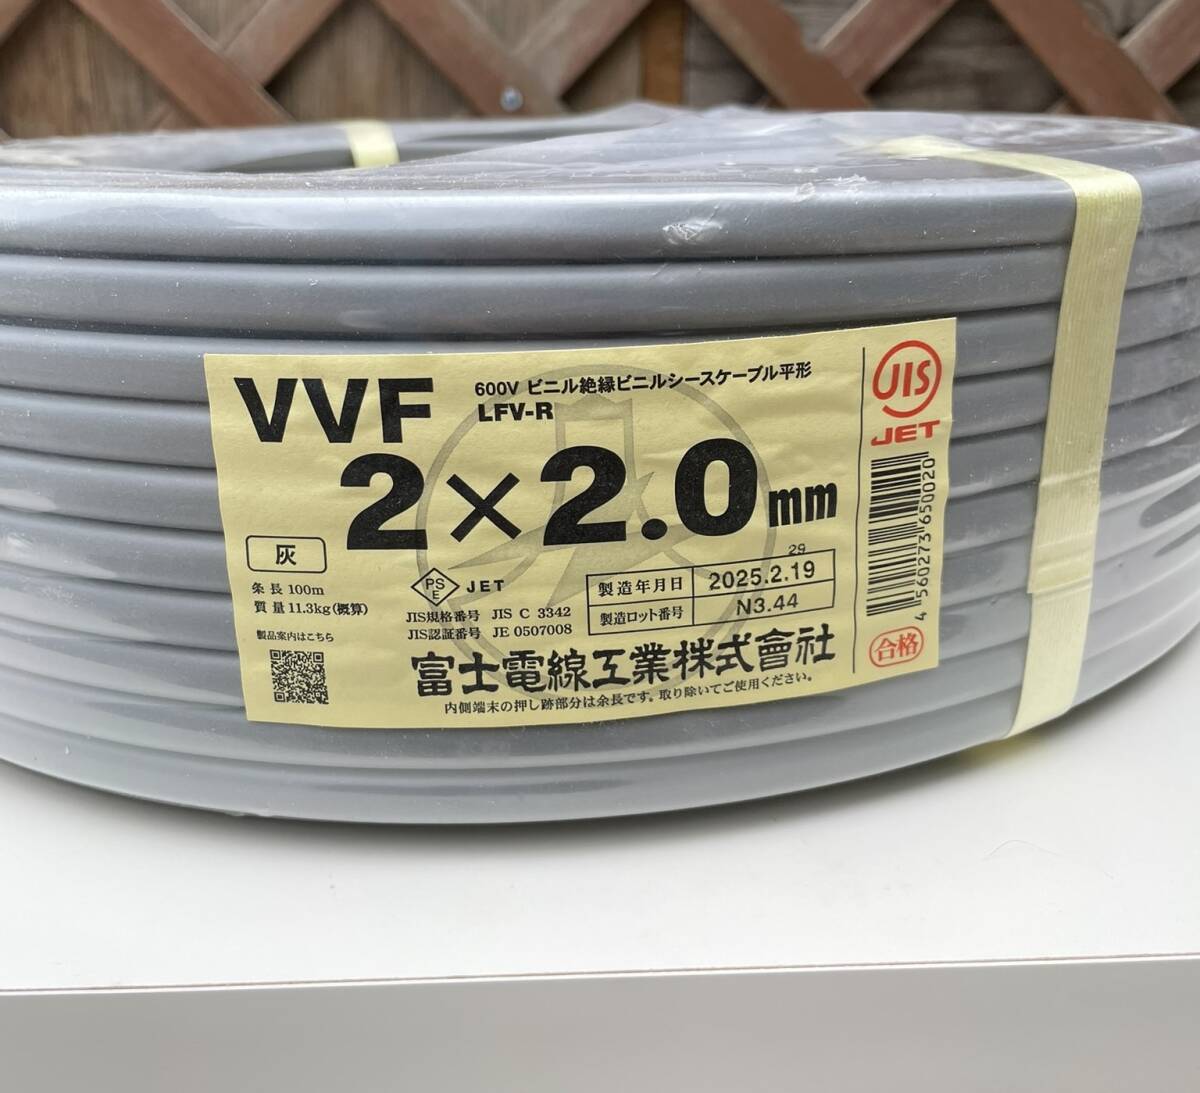 VVF
600V ビニル絶縁ビニルシースケーブル平形
LFV-R
2×2.0mm
灰
条長 100m
質量 11.3kg(概算)
製品案内はこちら
PS
E
JET
JIS規格番号 JIS C 3342
JIS認証番号 JE 0507008
29
製造年月日 2025.2.19
製造ロット番号 N3.44
富士電線工業株式會社
内側端末の押し跡部分は余長です。取り除いてご使用ください。
JIS
JET
4560273650020
合格